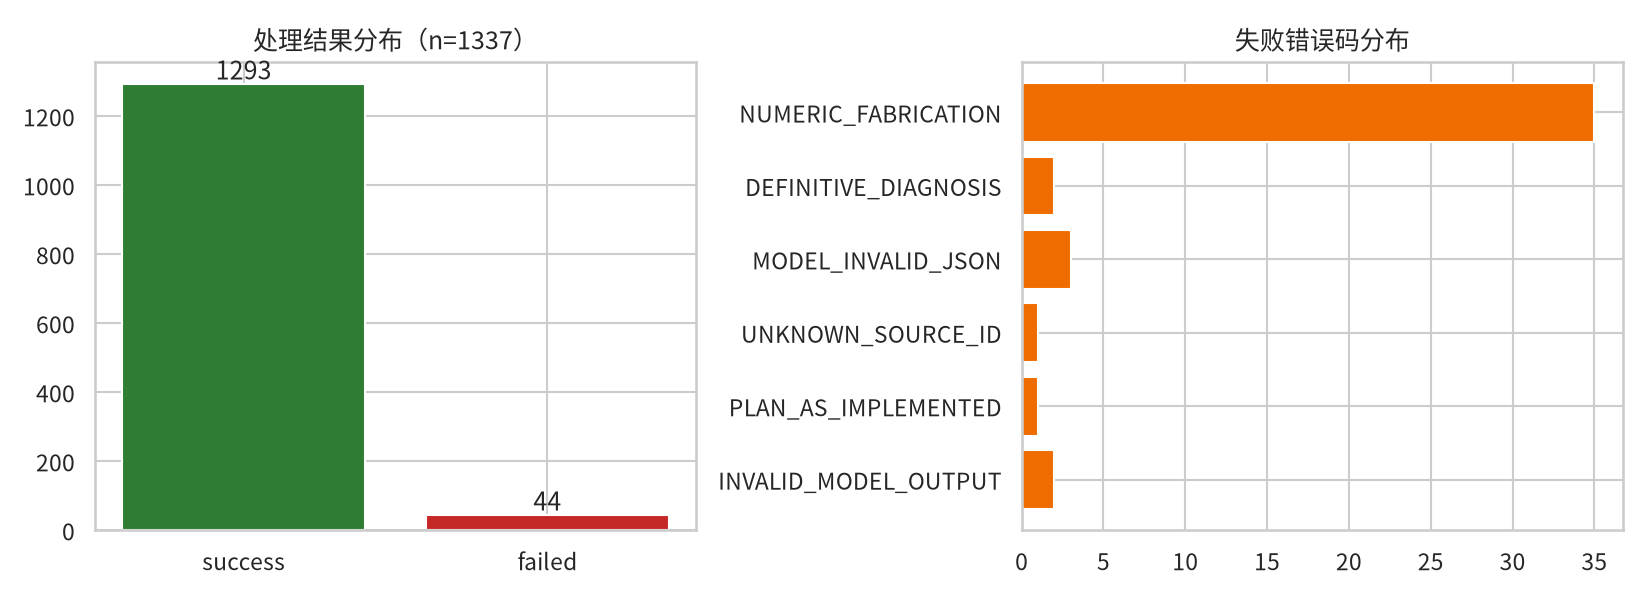 处理结果分布（n=1337）
1293
44
1200
1000
800
600
400
200
0
success
failed
失败错误码分布
NUMERIC_FABRICATION
DEFINITIVE_DIAGNOSIS
MODEL_INVALID_JSON
UNKNOWN_SOURCE_ID
PLAN_AS_IMPLEMENTED
INVALID_MODEL_OUTPUT
0 5 10 15 20 25 30 35